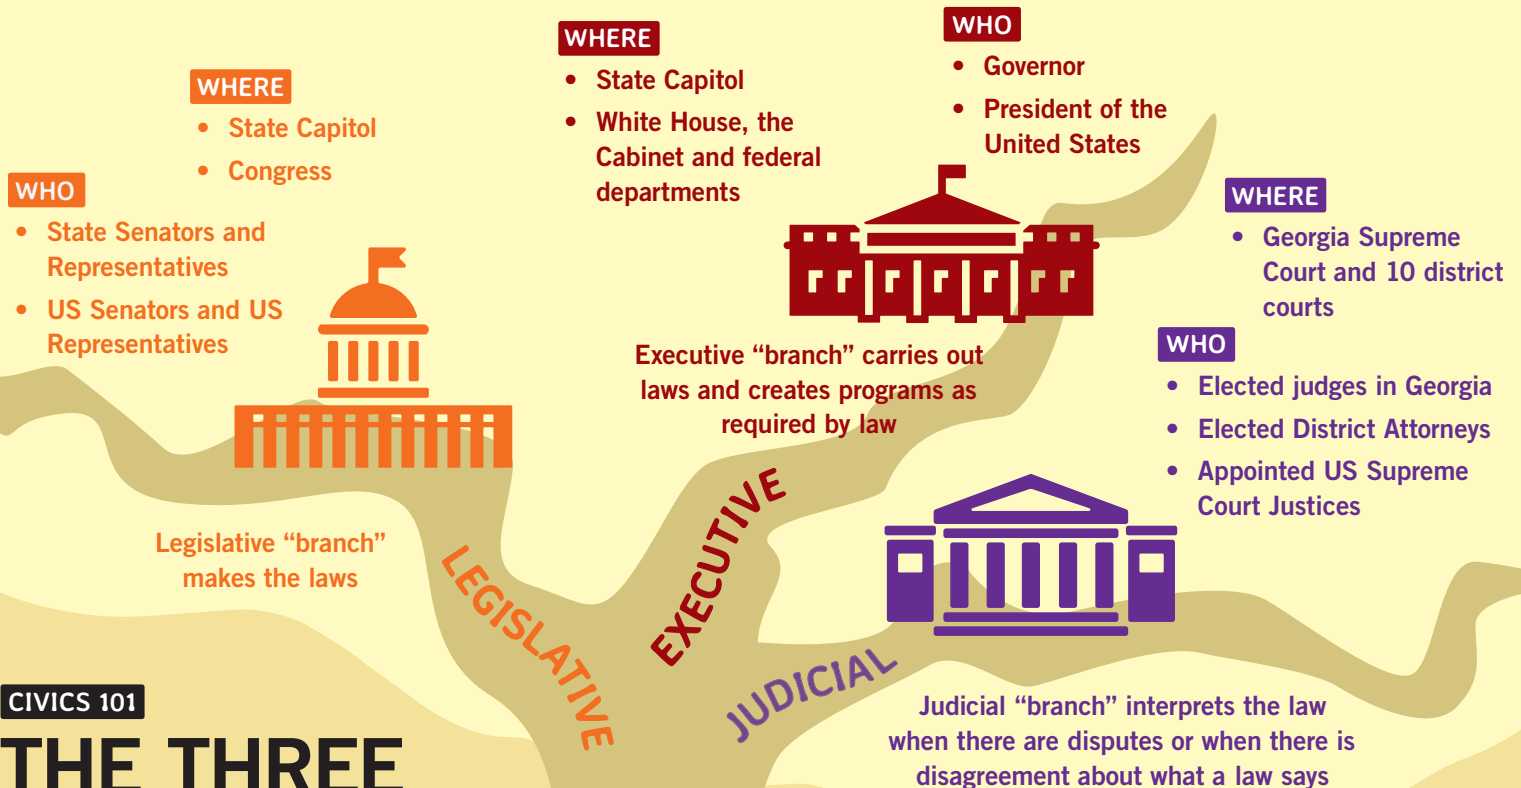 WHO
• State Senators and
Representatives
• US Senators and US
Representatives
WHERE
• State Capitol
• Congress
Legislative “branch”
makes the laws
LEGISLATIVE
WHERE
• State Capitol
• White House, the
Cabinet and federal
departments
WHO
• Governor
• President of the
United States
Executive “branch” carries out
laws and creates programs as
required by law
EXECUTIVE
WHERE
• Georgia Supreme
Court and 10 district
courts
WHO
• Elected judges in Georgia
• Elected District Attorneys
• Appointed US Supreme
Court Justices
JUDICIAL
Judicial “branch” interprets the law
when there are disputes or when there is
disagreement about what a law says
CIVICS 101
THE THREE